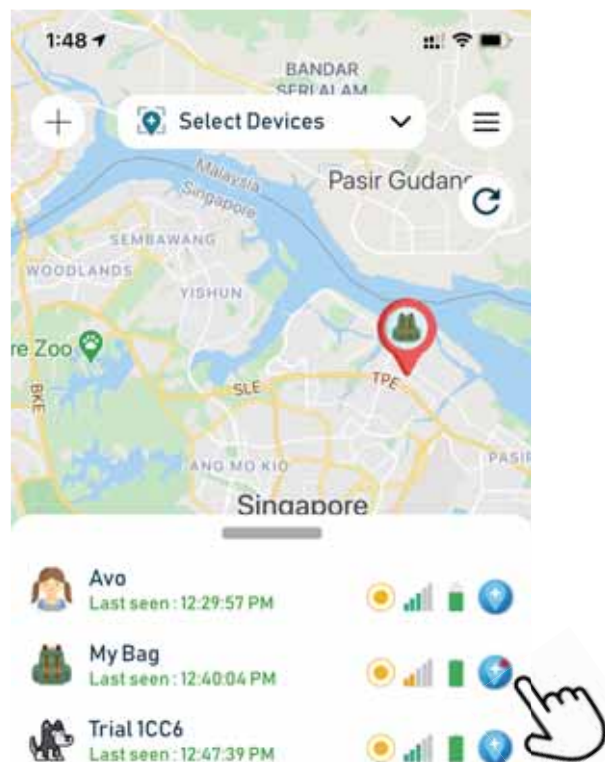 1:48
BANDAR
SERI ALAM
Select Devices
Malaysia
Singapore
Pasir Gudang
SEMBAWANG
WOODLANDS
YISHUN
re Zoo
BKE
SLE
TPE
ANG MO KIO
PASIR
Singapore
Avo
Last seen : 12:29:57 PM
My Bag
Last seen : 12:40:04 PM
Trial 1CC6
Last seen : 12:47:39 PM